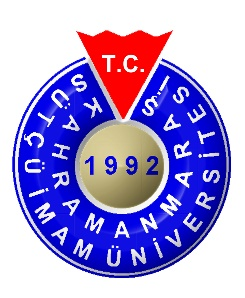 T.C.
KAHRAMANMARAŞ
SÜTÇÜ İMAM ÜNİVERSİTESİ
1992